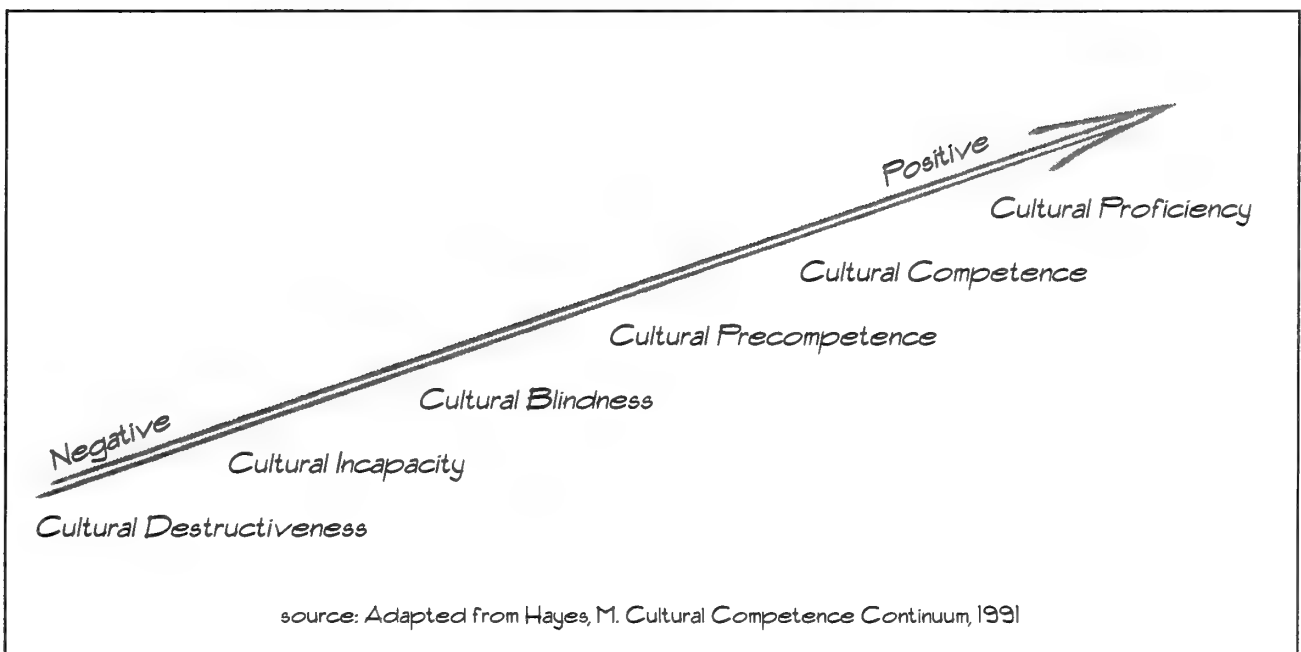 Positive
Cultural Proficiency
Cultural Competence
Cultural Precompetence
Cultural Blindness
Negative
Cultural Incapacity
Cultural Destructiveness
source: Adapted from Hayes, M. Cultural Competence Continuum, 1991